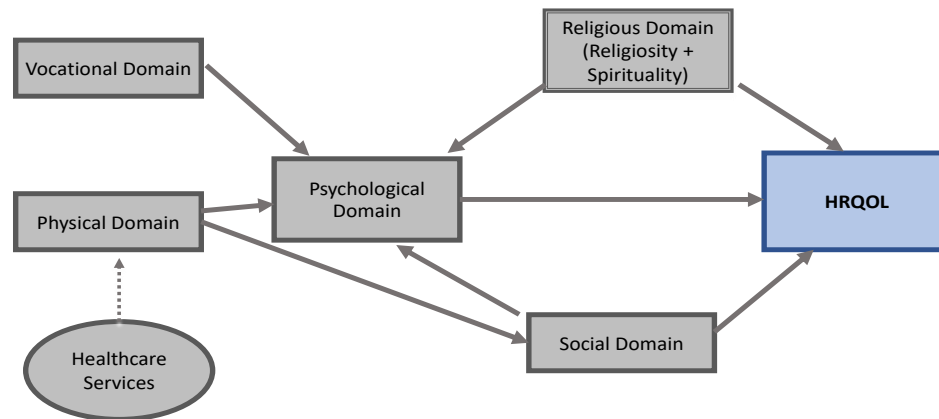 Religious Domain
(Religiosity +
Spirituality)
Vocational Domain
Psychological
Domain
HRQOL
Physical Domain
Social Domain
Healthcare
Services